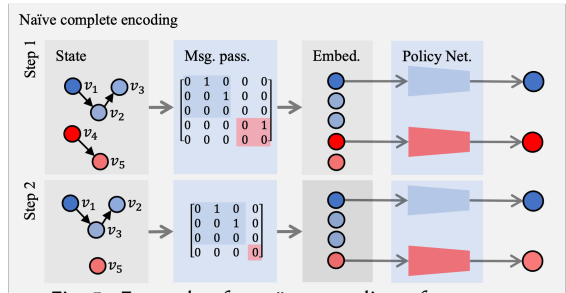 Naïve complete encoding
Step 1
State
Msg. pass.
Embed.
Policy Net.
v1
v3
v2
v4
v5
0 1 0 0 0
0 0 1 0 0
0 0 0 0 0
0 0 0 0 1
0 0 0 0 0
Step 2
v1
v2
v3
v5
0 1 0 0
0 0 1 0
0 0 0 0
0 0 0 0